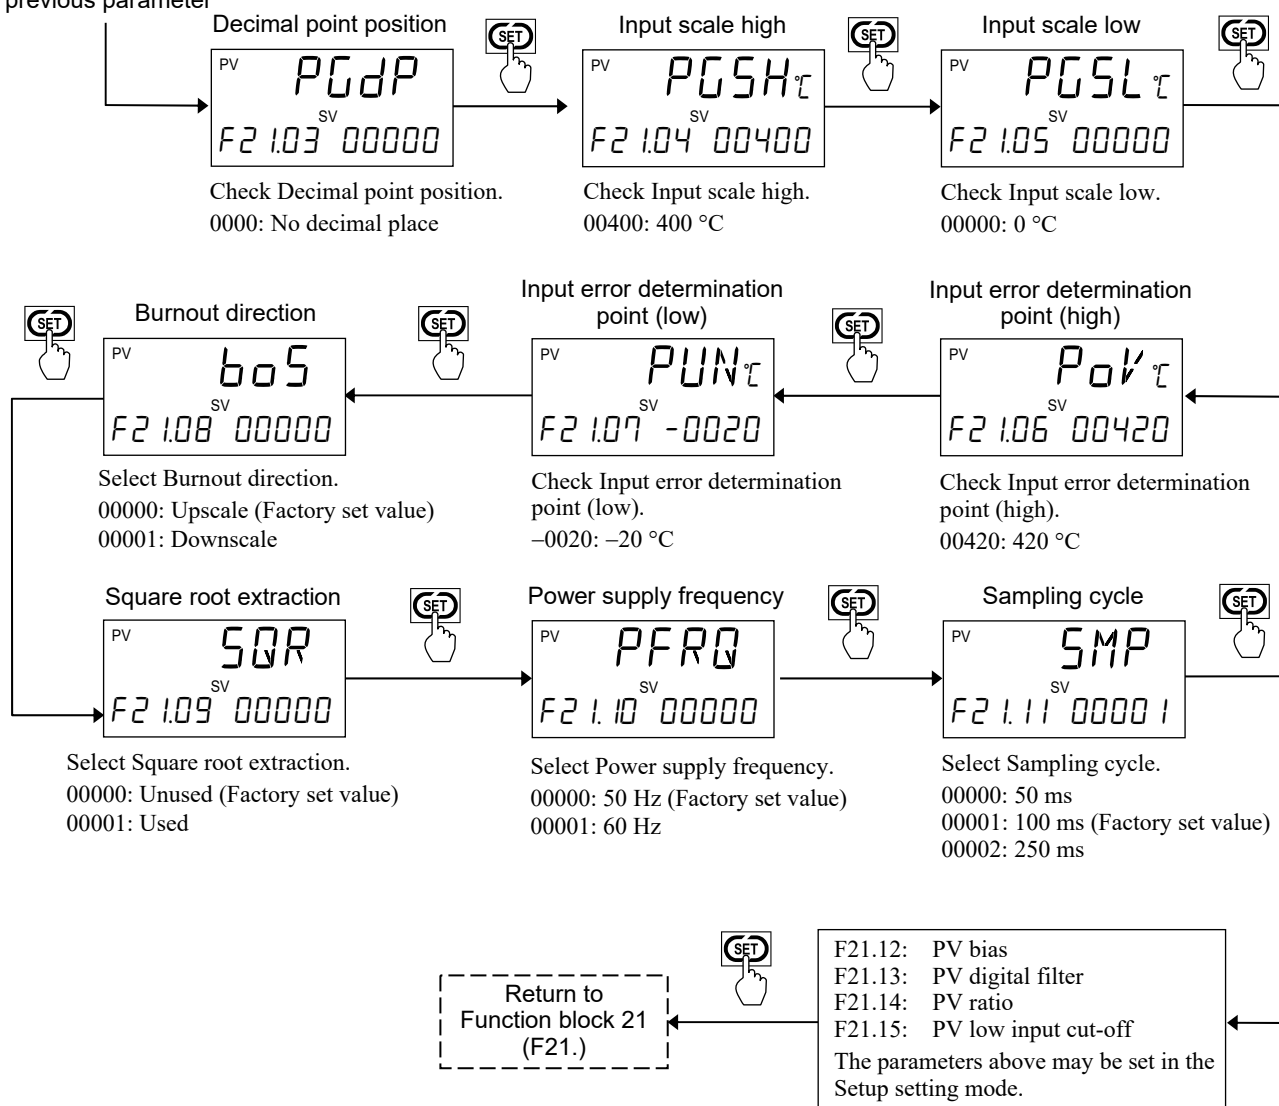 previous parameter
Decimal point position
SET
Input scale high
SET
Input scale low
SET
PV
PGdP
SV
F21.03 00000
PV
PGSH℃
SV
F21.04 00400
PV
PGSL ℃
SV
F21.05 00000
Check Decimal point position.
0000: No decimal place
Check Input scale high.
00400: 400 °C
Check Input scale low.
00000: 0 °C
SET
Burnout direction
SET
Input error determination
point (low)
SET
Input error determination
point (high)
PV
boS
SV
F21.08 00000
PV
PUN℃
SV
F21.07 -0020
PV
PoV ℃
SV
F21.06 00420
Select Burnout direction.
00000: Upscale (Factory set value)
00001: Downscale
Check Input error determination
point (low).
−0020: −20 °C
Check Input error determination
point (high).
00420: 420 °C
Square root extraction
SET
Power supply frequency
SET
Sampling cycle
SET
PV
SQR
SV
F21.09 00000
PV
PFRQ
SV
F21.10 00000
PV
SMP
SV
F21.11 00001
Select Square root extraction.
00000: Unused (Factory set value)
00001: Used
Select Power supply frequency.
00000: 50 Hz (Factory set value)
00001: 60 Hz
Select Sampling cycle.
00000: 50 ms
00001: 100 ms (Factory set value)
00002: 250 ms
SET
Return to
Function block 21
(F21.)
F21.12: PV bias
F21.13: PV digital filter
F21.14: PV ratio
F21.15: PV low input cut-off
The parameters above may be set in the
Setup setting mode.